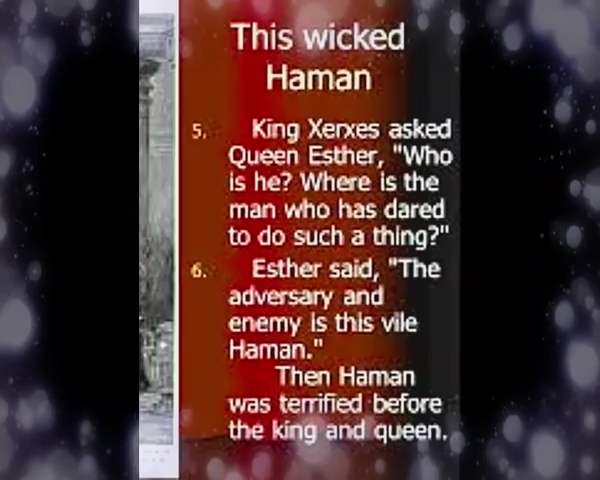 This wicked
Haman
5. King Xerxes asked
Queen Esther, "Who
is he? Where is the
man who has dared
to do such a thing?"
6. Esther said, "The
adversary and
enemy is this vile
Haman."
Then Haman
was terrified before
the king and queen.